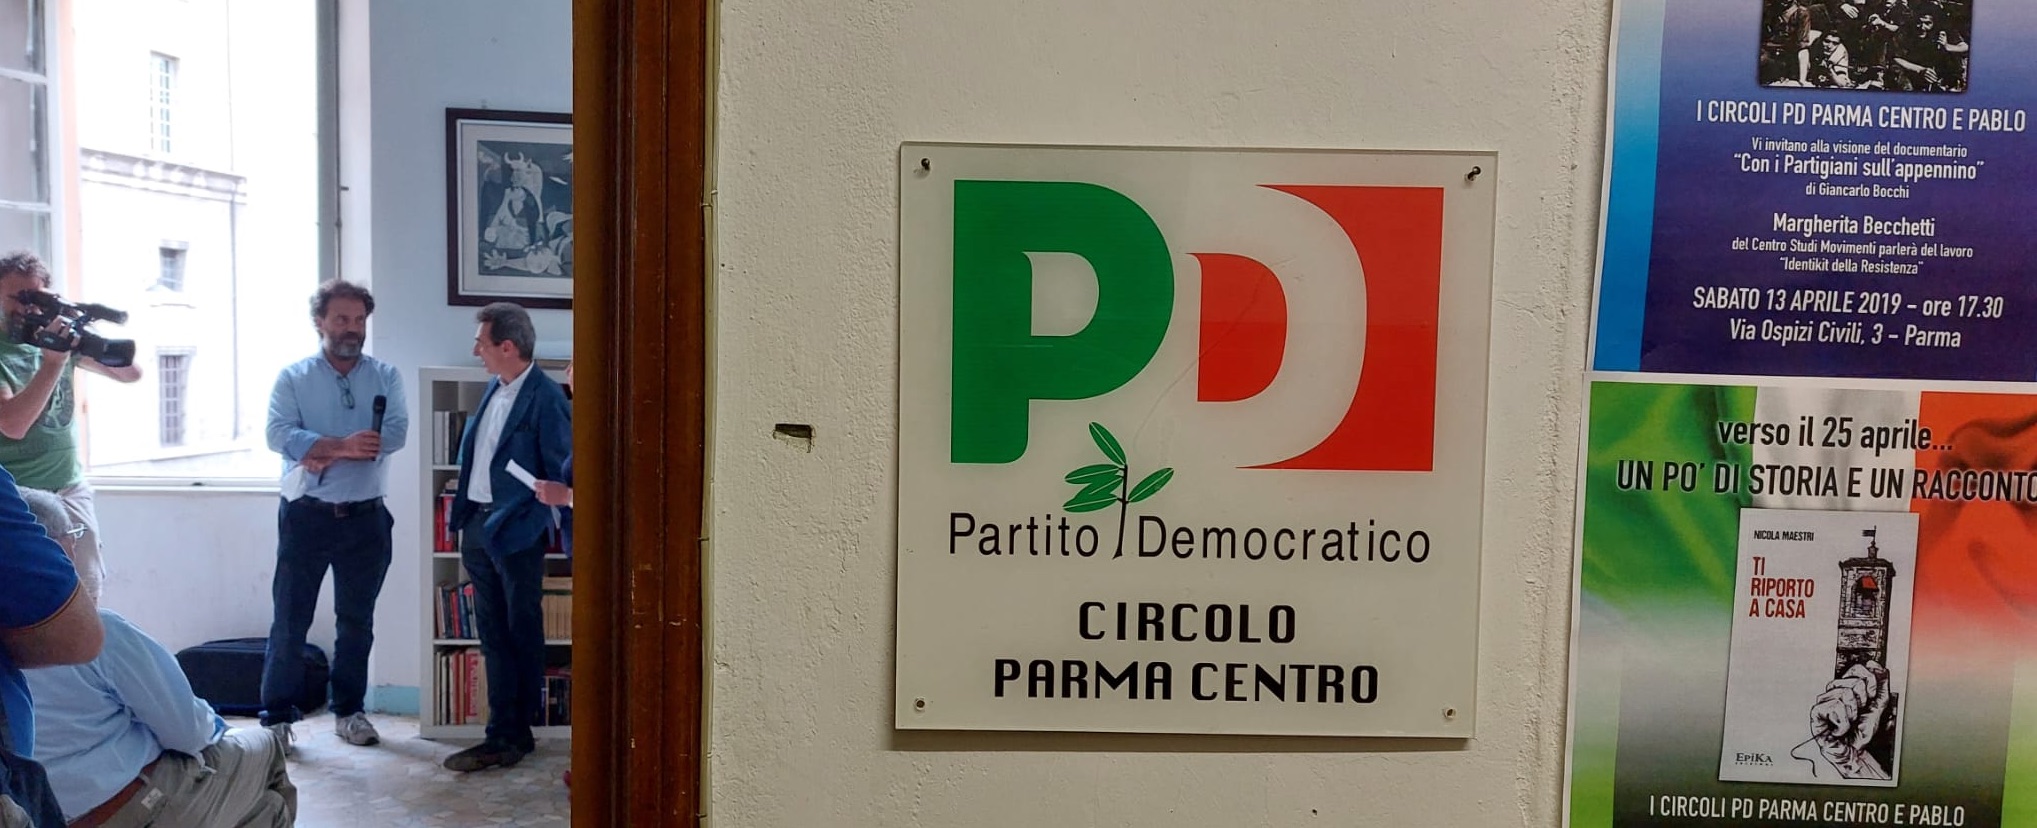 PD
Partito Democratico
CIRCOLO
PARMA CENTRO
I CIRCOLI PD PARMA CENTRO E PABLO
Vi invitano alla visione del documentario
"Con i Partigiani sull'appennino"
di Giancarlo Bocchi
Margherita Becchetti
del Centro Studi Movimenti parlerà del lavoro
"Identikit della Resistenza"
SABATO 13 APRILE 2019 - ore 17.30
Via Ospizi Civili, 3 - Parma
verso il 25 aprile...
UN PO' DI STORIA E UN RACCONTO
NICOLA MAESTRI
TI
RIPORTO
A CASA
EPIKA
I CIRCOLI PD PARMA CENTRO E PABLO